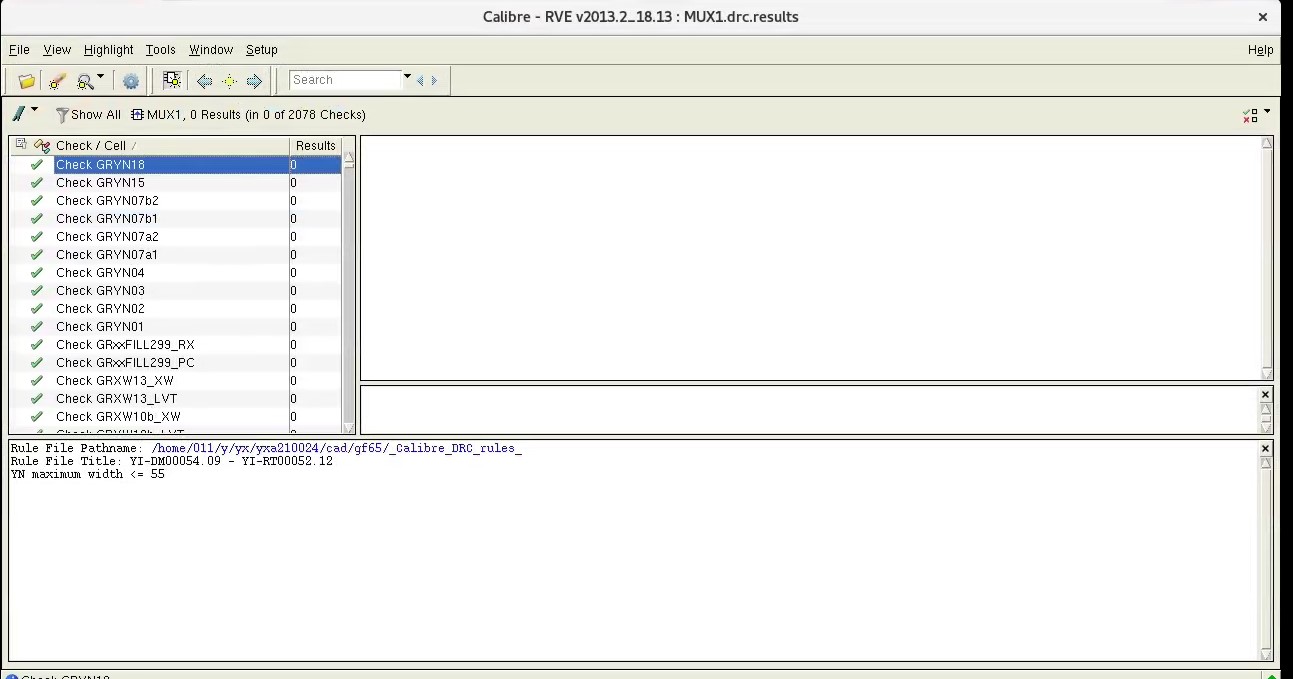 Calibre - RVE v2013.2_18.13 : MUX1.drc.results
File View Highlight Tools Window Setup Help
Search
Show All MUX1, 0 Results (in 0 of 2078 Checks)
Check / Cell Results
Check GRYN18 0
Check GRYN15 0
Check GRYN07b2 0
Check GRYN07b1 0
Check GRYN07a2 0
Check GRYN07a1 0
Check GRYN04 0
Check GRYN03 0
Check GRYN02 0
Check GRYN01 0
Check GRxxFILL299_RX 0
Check GRxxFILL299_PC 0
Check GRXW13_XW 0
Check GRXW13_LVT 0
Check GRXW10b_XW 0
Check GRXW10b_LVT 0
Rule File Pathname: /home/011/y/yx/yxa210024/cad/gf65/_Calibre_DRC_rules_
Rule File Title: YI-DM00054.09 - YI-RT00052.12
YN maximum width <= 55
Check GRYN18